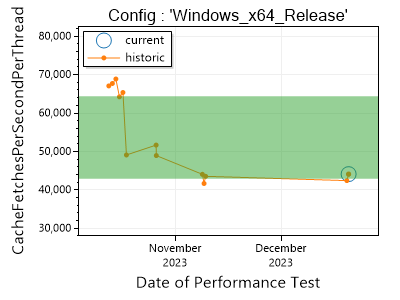 Config : 'Windows_x64_Release'
current
historic
CacheFetchesPerSecondPerThread
80,000
70,000
60,000
50,000
40,000
30,000
November
2023
December
2023
Date of Performance Test